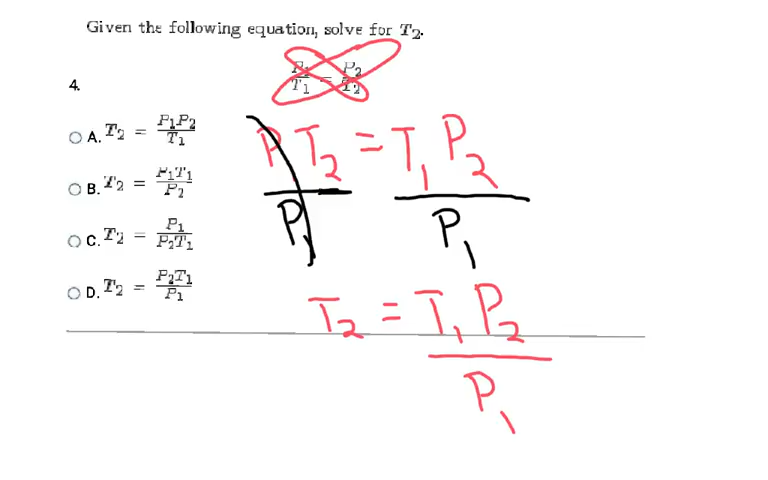 Given the following equation, solve for T₂.
4. P₁/T₁ = P₂/T₂
A. T₂ = P₁P₂/T₁
B. T₂ = P₁T₁/P₂
C. T₂ = P₁/P₂T₁
D. T₂ = P₂T₁/P₁
P₁T₂/P₁ = T₁P₂/P₁
T₂ = T₁P₂/P₁